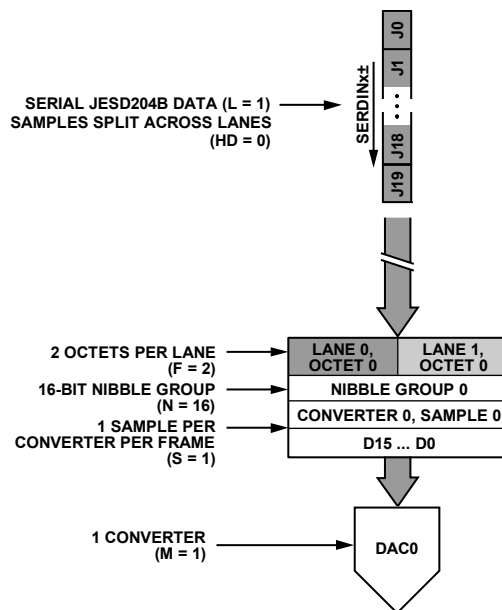 J0
J1
SERDINx±
SERIAL JESD204B DATA (L = 1)
SAMPLES SPLIT ACROSS LANES
(HD = 0)
J18
J19
2 OCTETS PER LANE
(F = 2)
LANE 0,
OCTET 0
LANE 1,
OCTET 0
16-BIT NIBBLE GROUP
(N = 16)
NIBBLE GROUP 0
1 SAMPLE PER
CONVERTER PER FRAME
(S = 1)
CONVERTER 0, SAMPLE 0
D15 ... D0
1 CONVERTER
(M = 1)
DAC0